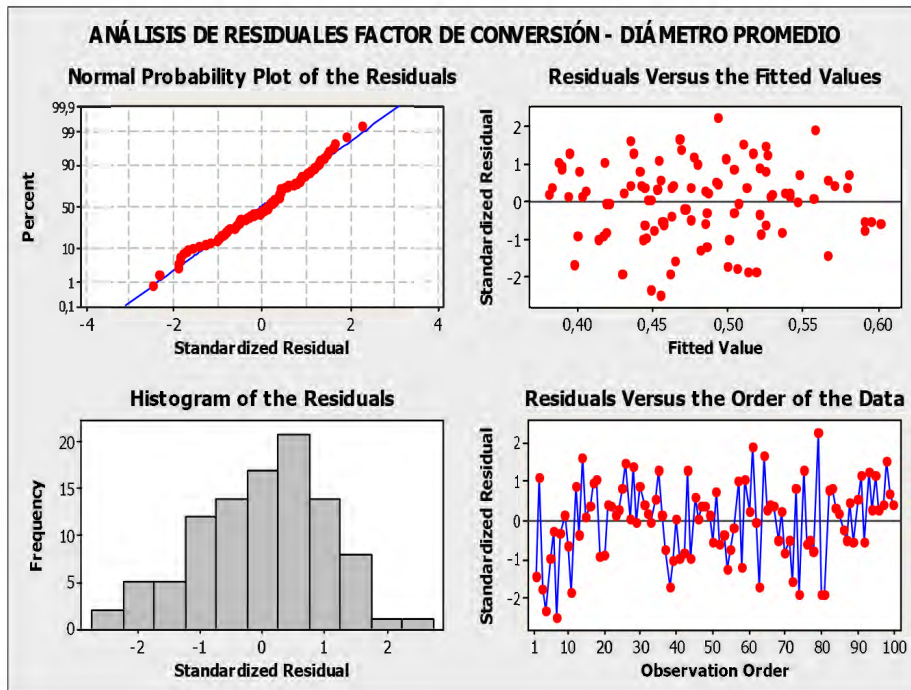 ANÁLISIS DE RESIDUALES FACTOR DE CONVERSIÓN - DIÁMETRO PROMEDIO
Normal Probability Plot of the Residuals
99,9
99
90
50
10
1
0,1
Percent
-4 -2 0 2 4
Standardized Residual
Residuals Versus the Fitted Values
2
1
0
-1
-2
Standardized Residual
0,40 0,45 0,50 0,55 0,60
Fitted Value
Histogram of the Residuals
20
15
10
5
0
Frequency
-2 -1 0 1 2
Standardized Residual
Residuals Versus the Order of the Data
2
1
0
-1
-2
Standardized Residual
1 10 20 30 40 50 60 70 80 90 100
Observation Order